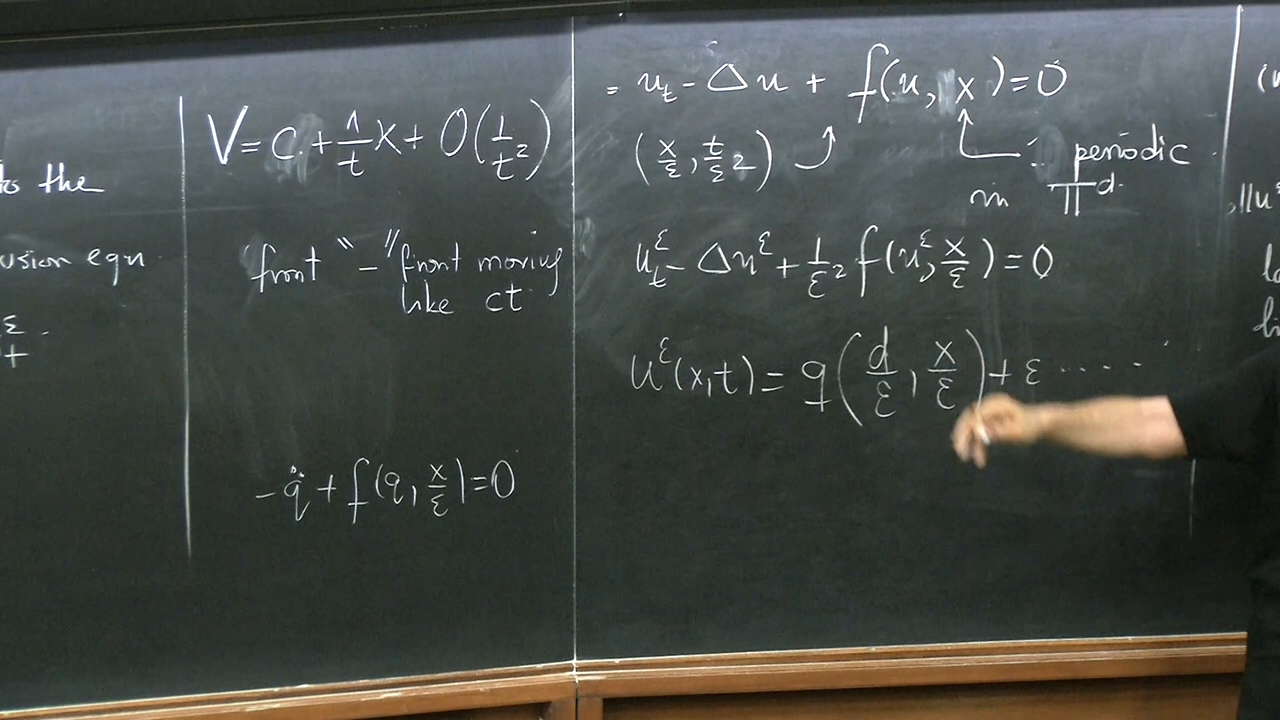 to the
usion eqn
ε
t
V = c + 1/t x + O(1/t²)
"front" - "front moving
like ct
- q̈ + f(q, x/ε) = 0
= u_t - Δu + f(u, x) = 0
(x/ε, t/ε²)
1 periodic
in 𝕋^d.
u_t^ε - Δu^ε + 1/ε² f(u^ε, x/ε) = 0
u^ε(x,t) = q(d/ε, x/ε) + ε .....
||u^ε